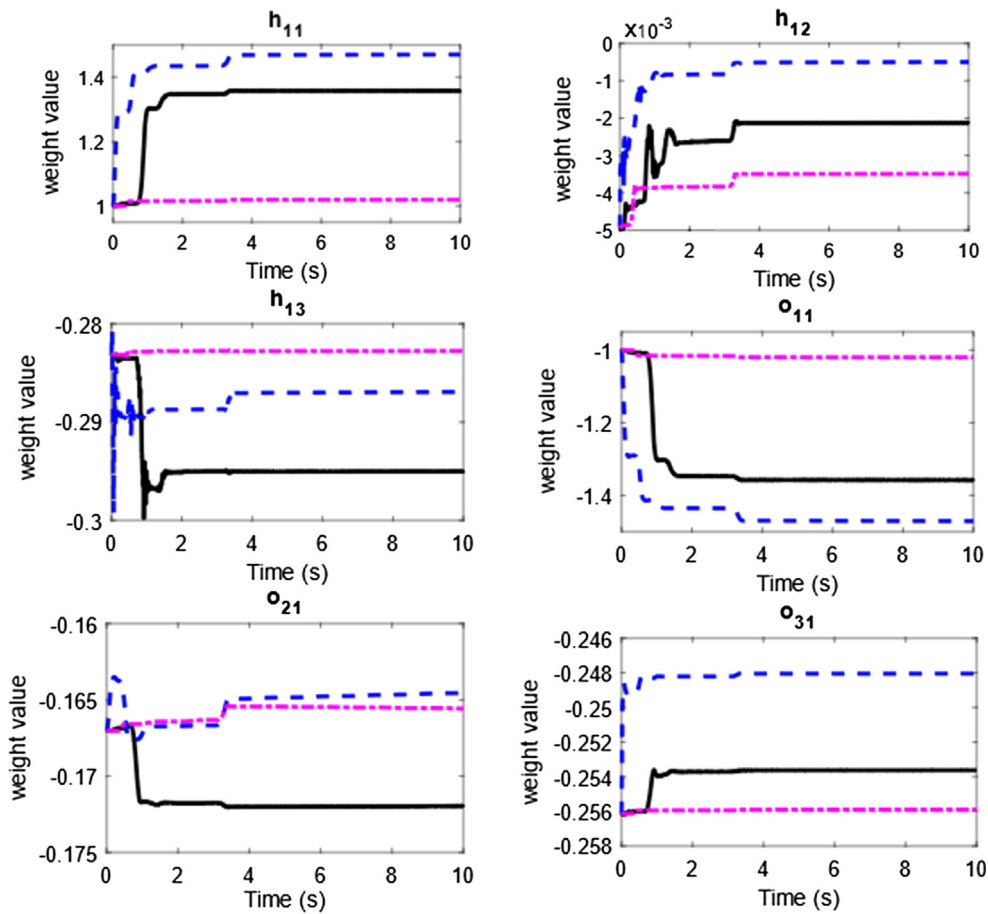 h11
weight value
1.4
1.2
1
0 2 4 6 8 10
Time (s)
h12
x10-3
weight value
0
-1
-2
-3
-4
-5
0 2 4 6 8 10
Time (s)
h13
weight value
-0.28
-0.29
-0.3
0 2 4 6 8 10
Time (s)
o11
weight value
-1
-1.2
-1.4
0 2 4 6 8 10
Time (s)
o21
weight value
-0.16
-0.165
-0.17
-0.175
0 2 4 6 8 10
Time (s)
o31
weight value
-0.246
-0.248
-0.25
-0.252
-0.254
-0.256
-0.258
0 2 4 6 8 10
Time (s)